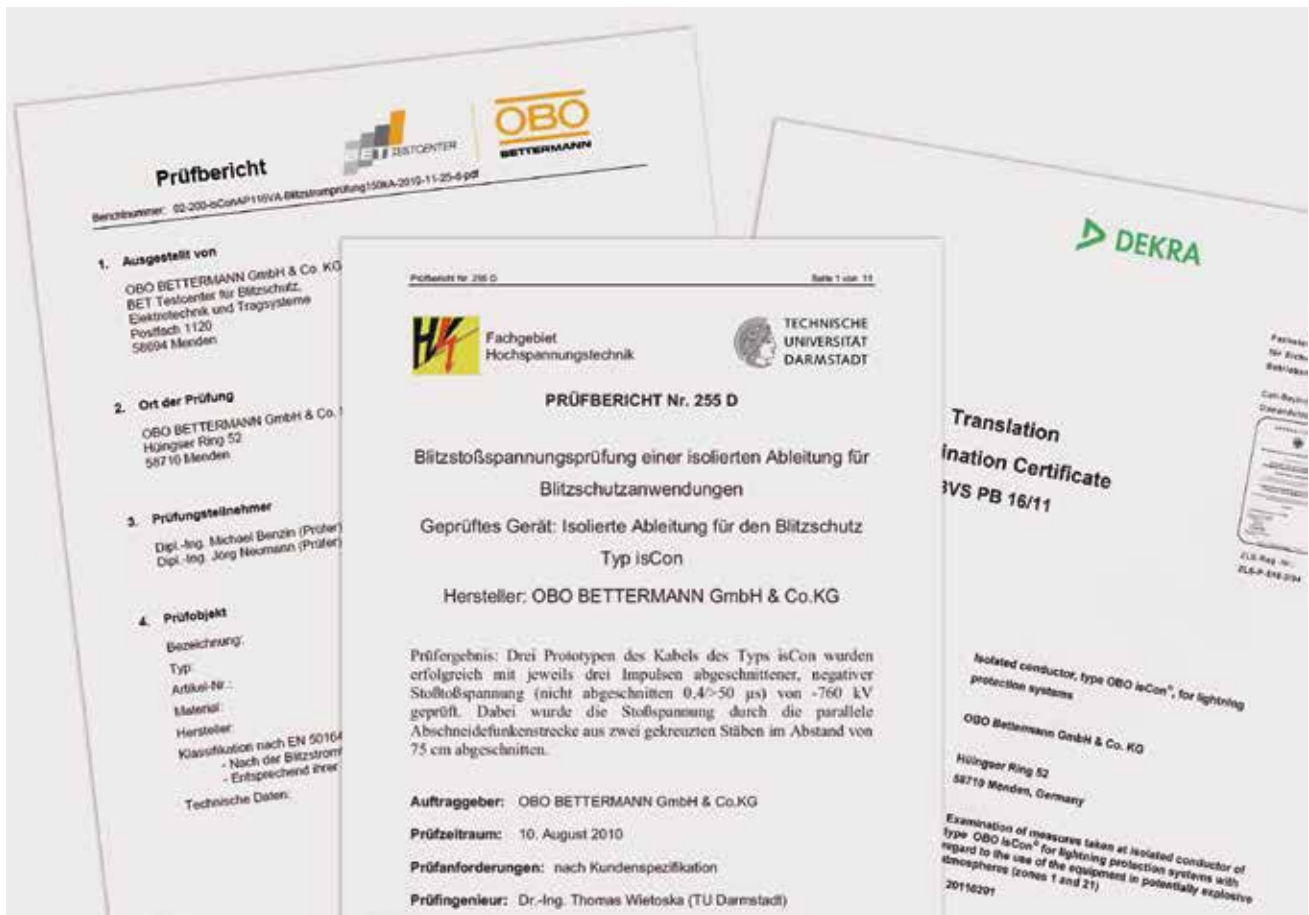 Prüfbericht
BET TESTCENTER
OBO
BETTERMANN
Berichtnummer: 02-200-isConAP116VA-Blitzstromprüfung150kA-2010-11-25-d-pdf
1. Ausgestellt von
OBO BETTERMANN GmbH & Co. KG
BET Testcenter für Blitzschutz,
Elektrotechnik und Tragsysteme
Postfach 1120
58694 Menden
2. Ort der Prüfung
OBO BETTERMANN GmbH & Co.
Hüingser Ring 52
58710 Menden
3. Prüfungsteilnehmer
Dipl.-Ing. Michael Benzin (Prüfer)
Dipl.-Ing. Jörg Neumann (Prüfer)
4. Prüfobjekt
Bezeichnung:
Typ:
Artikel-Nr.:
Material:
Hersteller:
Klassifikation nach EN 50164
- Nach der Blitzstrom
- Entsprechend ihrer
Technische Daten:
Prüfbericht Nr. 255 D
Seite 1 von 11
Fachgebiet
Hochspannungstechnik
TECHNISCHE
UNIVERSITÄT
DARMSTADT
PRÜFBERICHT Nr. 255 D
Blitzstoßspannungsprüfung einer isolierten Ableitung für
Blitzschutzanwendungen
Geprüftes Gerät: Isolierte Ableitung für den Blitzschutz
Typ isCon
Hersteller: OBO BETTERMANN GmbH & Co.KG
Prüfergebnis: Drei Prototypen des Kabels des Typs isCon wurden
erfolgreich mit jeweils drei Impulsen abgeschnittener, negativer
Stoßtoßspannung (nicht abgeschnitten 0,4/>50 µs) von -760 kV
geprüft. Dabei wurde die Stoßspannung durch die parallele
Abschneidefunkenstrecke aus zwei gekreuzten Stäben im Abstand von
75 cm abgeschnitten.
Auftraggeber: OBO BETTERMANN GmbH & Co.KG
Prüfzeitraum: 10. August 2010
Prüfanforderungen: nach Kundenspezifikation
Prüfingenieur: Dr.-Ing. Thomas Wietoska (TU Darmstadt)
DEKRA
Translation
ination Certificate
BVS PB 16/11
ZLS-Reg.-Nr.:
Isolated conductor, type OBO isCon®, for lightning
protection systems
OBO Bettermann GmbH & Co. KG
Hüingser Ring 52
58710 Menden, Germany
Examination of measures taken at isolated conductor of
type OBO isCon® for lightning protection systems with
regard to the use of the equipment in potentially explosive
atmospheres (zones 1 and 21)
20110201